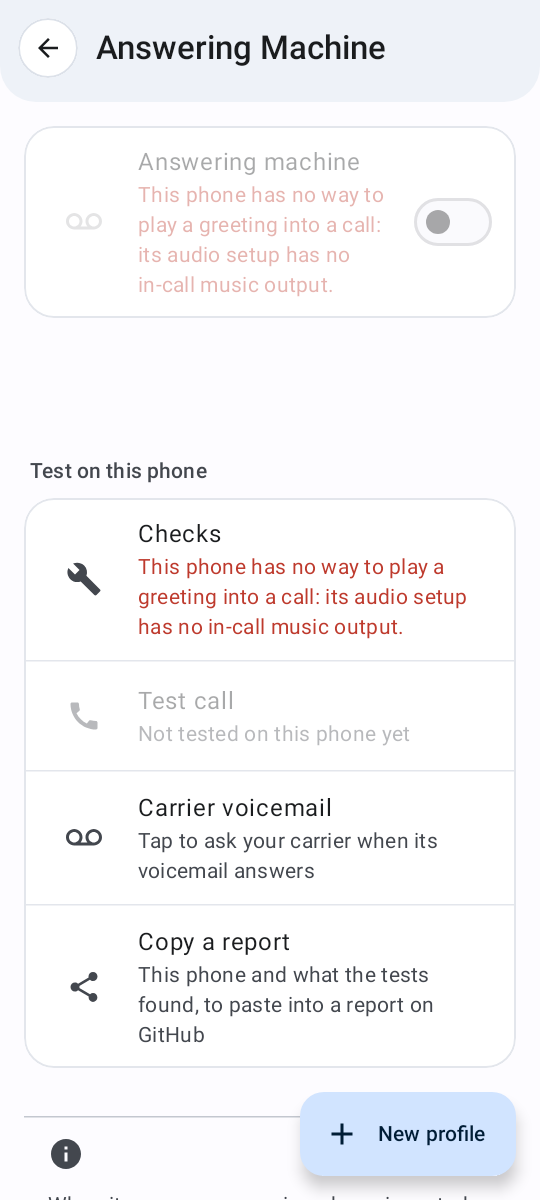 Answering Machine
Answering machine
This phone has no way to
play a greeting into a call:
its audio setup has no
in-call music output.
Test on this phone
Checks
This phone has no way to play a
greeting into a call: its audio setup
has no in-call music output.
Test call
Not tested on this phone yet
Carrier voicemail
Tap to ask your carrier when its
voicemail answers
Copy a report
This phone and what the tests
found, to paste into a report on
GitHub
New profile